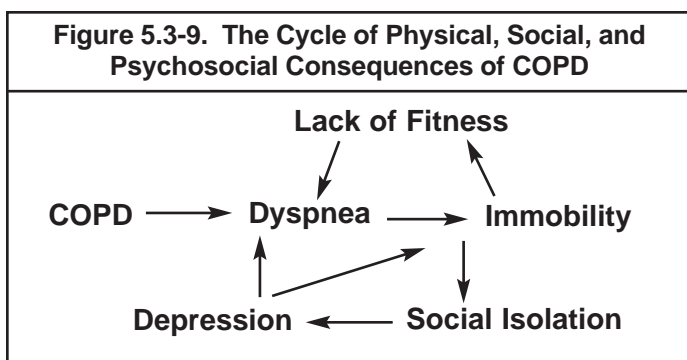 Figure 5.3-9. The Cycle of Physical, Social, and
Psychosocial Consequences of COPD
Lack of Fitness
COPD Dyspnea Immobility
Depression Social Isolation